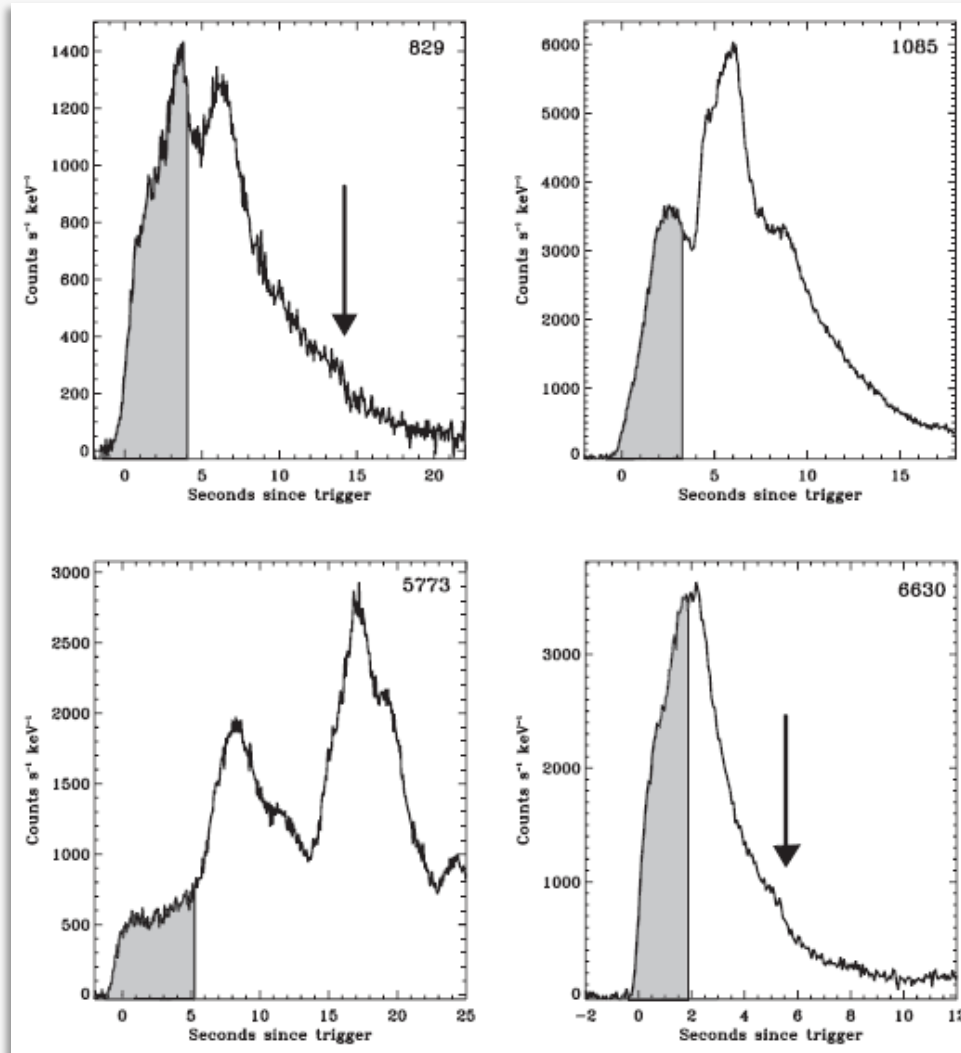 829
Counts s⁻¹ keV⁻¹
1400
1200
1000
800
600
400
200
0
0 5 10 15 20
Seconds since trigger
1085
Counts s⁻¹ keV⁻¹
6000
5000
4000
3000
2000
1000
0
0 5 10 15
Seconds since trigger
5773
Counts s⁻¹ keV⁻¹
3000
2500
2000
1500
1000
500
0
0 5 10 15 20 25
Seconds since trigger
6630
Counts s⁻¹ keV⁻¹
3000
2000
1000
0
-2 0 2 4 6 8 10
Seconds since trigger